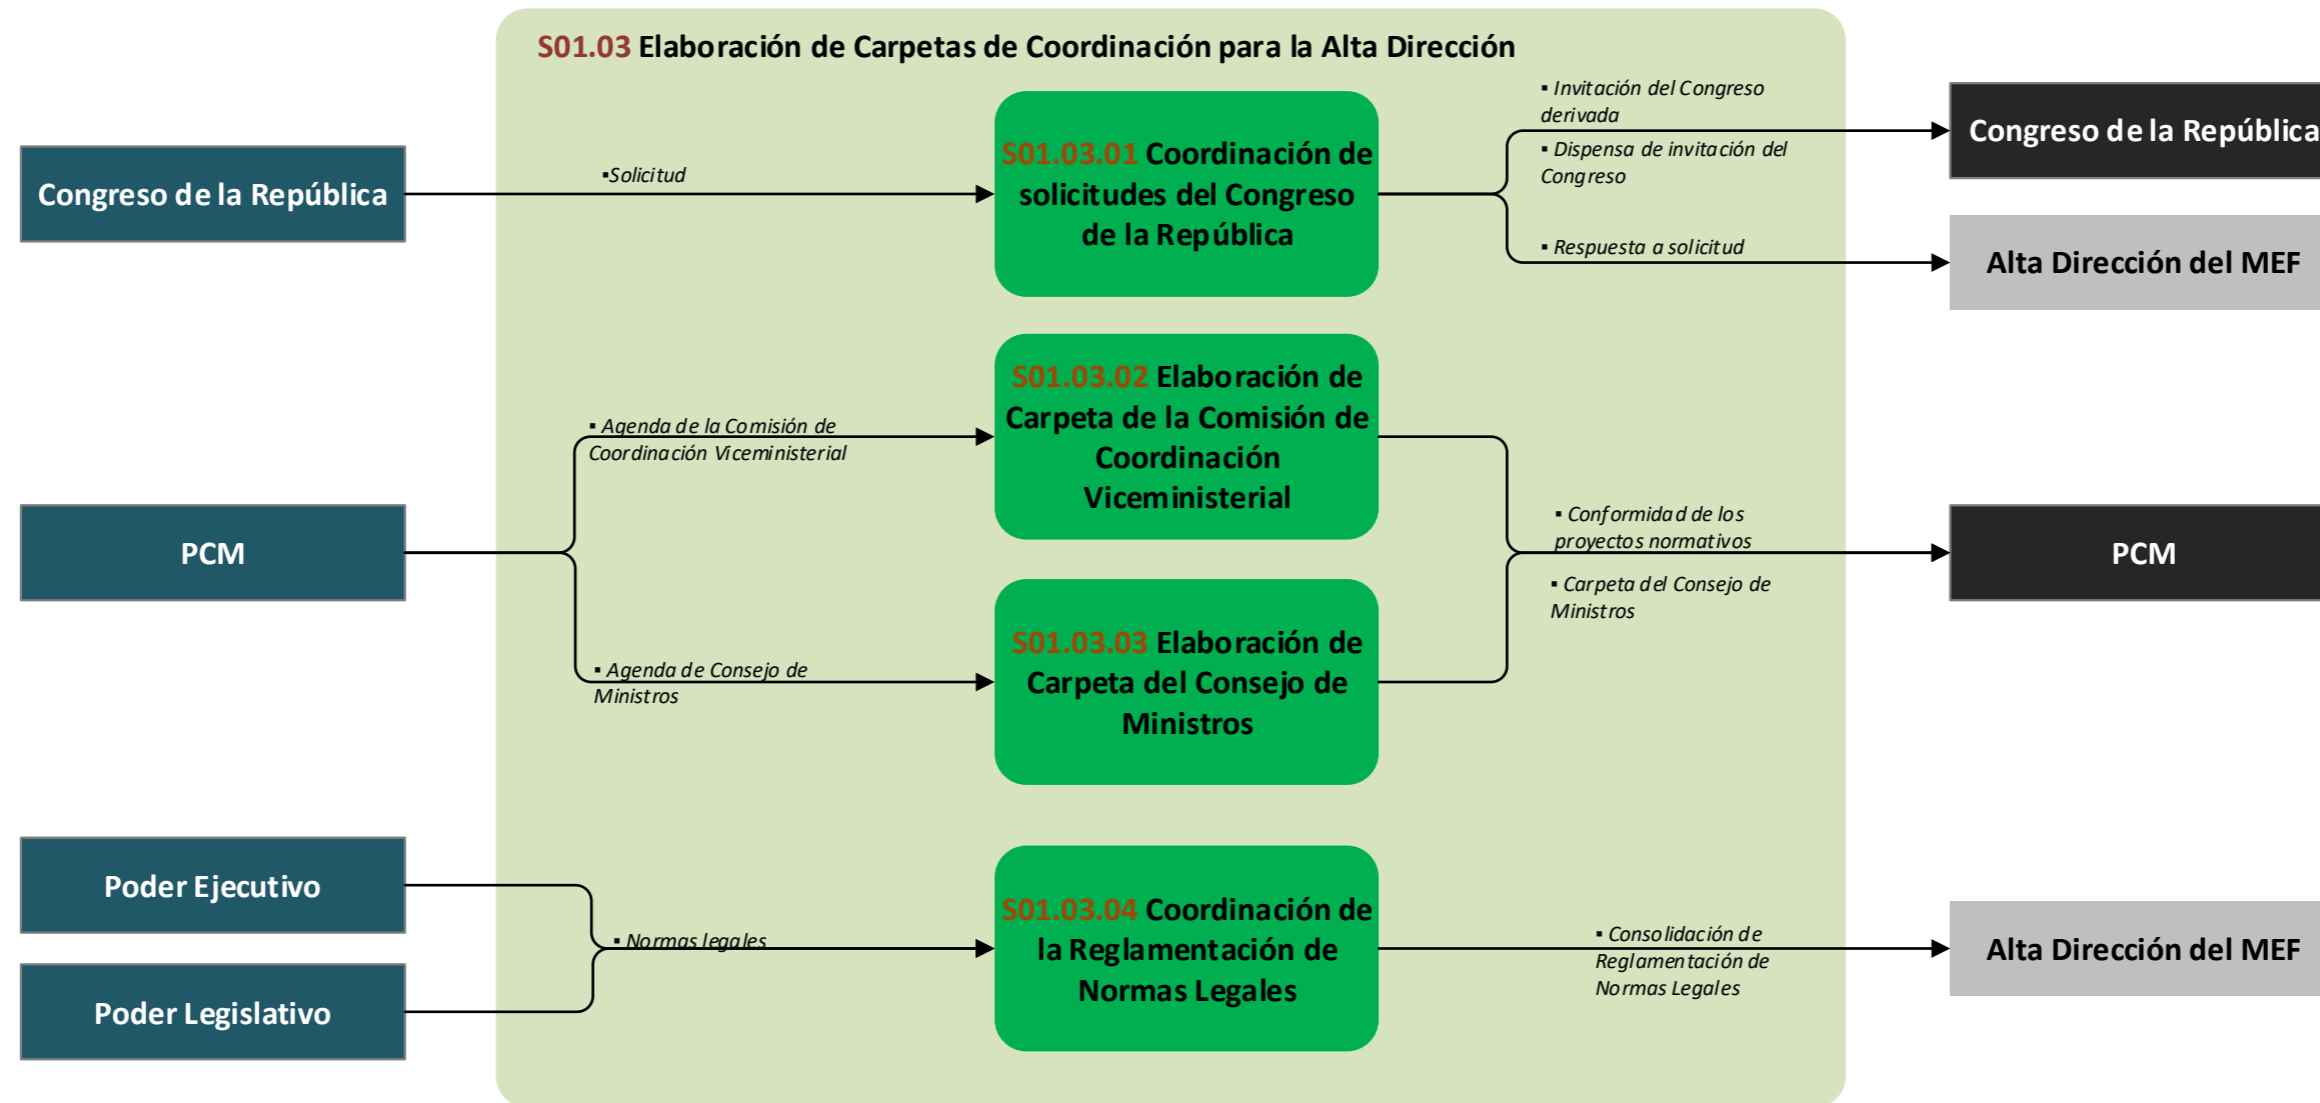 S01.03 Elaboración de Carpetas de Coordinación para la Alta Dirección
Congreso de la República
▪Solicitud
S01.03.01 Coordinación de
solicitudes del Congreso
de la República
▪ Invitación del Congreso
derivada
▪ Dispensa de invitación del
Congreso
▪ Respuesta a solicitud
Congreso de la República
Alta Dirección del MEF
PCM
▪ Agenda de la Comisión de
Coordinación Viceministerial
▪ Agenda de Consejo de
Ministros
S01.03.02 Elaboración de
Carpeta de la Comisión de
Coordinación
Viceministerial
S01.03.03 Elaboración de
Carpeta del Consejo de
Ministros
▪ Conformidad de los
proyectos normativos
▪ Carpeta del Consejo de
Ministros
PCM
Poder Ejecutivo
Poder Legislativo
▪ Normas legales
S01.03.04 Coordinación de
la Reglamentación de
Normas Legales
▪ Consolidación de
Reglamentación de
Normas Legales
Alta Dirección del MEF